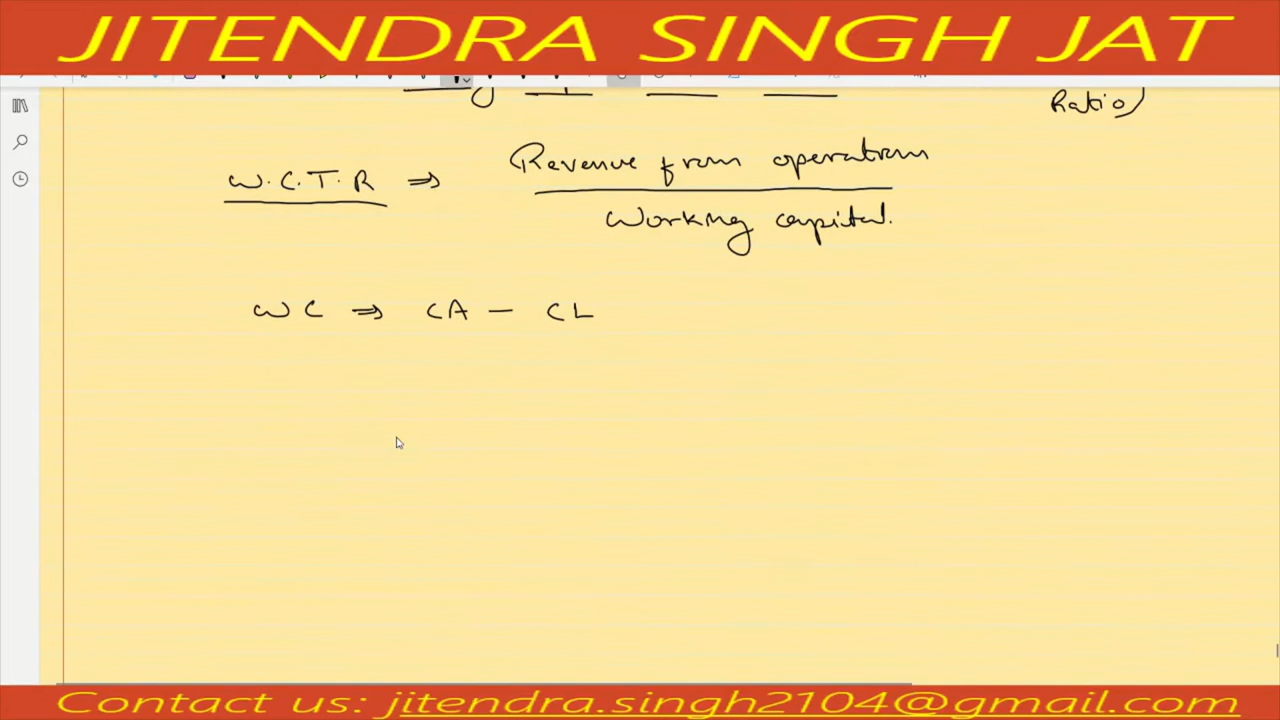 JITENDRA SINGH JAT
Ratio)
W.C.T.R ⇒ Revenue from operations
Working capital.
WC ⇒ CA - CL
Contact us: jitendra.singh2104@gmail.com